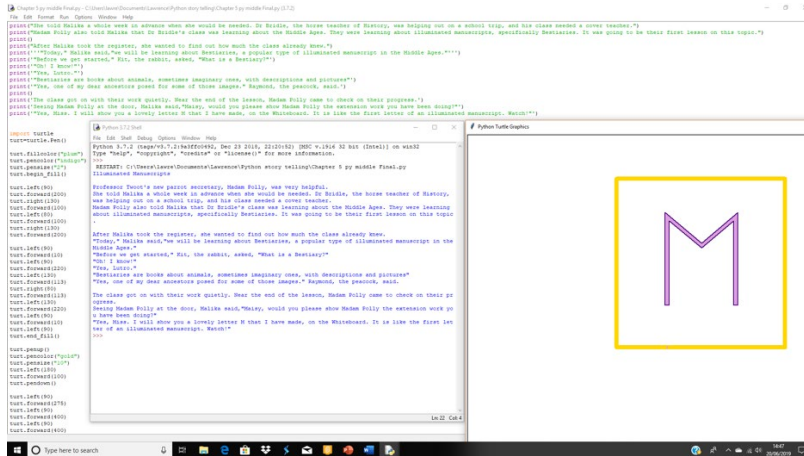 Chapter 5 py middle Final.py - C:\Users\lawre\Documents\Lawrence\Python story telling\Chapter 5 py middle Final.py (3.7.2)
File Edit Format Run Options Window Help
print("She told Malika a whole week in advance when she would be needed. Dr Bridle, the horse teacher of History, was helping out on a school trip, and his class needed a cover teacher.")
print("Madam Polly also told Malika that Dr Bridle's class was learning about the Middle Ages. They were learning about illuminated manuscripts, specifically Bestiaries. It was going to be their first lesson on this topic.")
print()
print("After Malika took the register, she wanted to find out how much the class already knew.")
print('''"Today," Malika said,"we will be learning about Bestiaries, a popular type of illuminated manuscript in the Middle Ages."''')
print('"Before we get started," Kit, the rabbit, asked, "What is a Bestiary?"')
print('"Oh! I know!"')
print('"Yes, Lutro."')
print('"Bestiaries are books about animals, sometimes imaginary ones, with descriptions and pictures"')
print('"Yes, one of my dear ancestors posed for some of those images." Raymond, the peacock, said.')
print()
print("The class got on with their work quietly. Near the end of the lesson, Madam Polly came to check on their progress.")
print('Seeing Madam Polly at the door, Malika said,"Maisy, would you please show Madam Polly the extension work you have been doing?"')
print('"Yes, Miss. I will show you a lovely letter M that I have made, on the Whiteboard. It is like the first letter of an illuminated manuscript. Watch!"')
import turtle
turt=turtle.Pen()
turt.fillcolor("plum")
turt.pencolor("indigo")
turt.pensize("2")
turt.begin_fill()
turt.left(90)
turt.forward(200)
turt.right(130)
turt.forward(100)
turt.left(80)
turt.forward(100)
turt.right(130)
turt.forward(200)
turt.left(90)
turt.forward(10)
turt.left(90)
turt.forward(220)
turt.left(130)
turt.forward(113)
turt.right(80)
turt.forward(113)
turt.left(130)
turt.forward(220)
turt.left(90)
turt.forward(10)
turt.left(90)
turt.end_fill()
turt.penup()
turt.pencolor("gold")
turt.pensize("10")
turt.left(180)
turt.forward(100)
turt.pendown()
turt.left(90)
turt.forward(275)
turt.left(90)
turt.forward(400)
turt.left(90)
turt.forward(400)
Python 3.7.2 Shell
File Edit Shell Debug Options Window Help
Python 3.7.2 (tags/v3.7.2:9a3ffc0492, Dec 23 2018, 22:20:52) [MSC v.1916 32 bit (Intel)] on win32
Type "help", "copyright", "credits" or "license()" for more information.
>>>
RESTART: C:\Users\lawre\Documents\Lawrence\Python story telling\Chapter 5 py middle Final.py
Illuminated Manuscripts
Professor Twoot's new parrot secretary, Madam Polly, was very helpful.
She told Malika a whole week in advance when she would be needed. Dr Bridle, the horse teacher of History,
was helping out on a school trip, and his class needed a cover teacher.
Madam Polly also told Malika that Dr Bridle's class was learning about the Middle Ages. They were learning
about illuminated manuscripts, specifically Bestiaries. It was going to be their first lesson on this topic
.
After Malika took the register, she wanted to find out how much the class already knew.
"Today," Malika said,"we will be learning about Bestiaries, a popular type of illuminated manuscript in the
Middle Ages."
"Before we get started," Kit, the rabbit, asked, "What is a Bestiary?"
"Oh! I know!"
"Yes, Lutro."
"Bestiaries are books about animals, sometimes imaginary ones, with descriptions and pictures"
"Yes, one of my dear ancestors posed for some of those images." Raymond, the peacock, said.
The class got on with their work quietly. Near the end of the lesson, Madam Polly came to check on their pr
ogress.
Seeing Madam Polly at the door, Malika said,"Maisy, would you please show Madam Polly the extension work yo
u have been doing?"
"Yes, Miss. I will show you a lovely letter M that I have made, on the Whiteboard. It is like the first let
ter of an illuminated manuscript. Watch!"
>>>
Ln: 22 Col: 4
Python Turtle Graphics
M
Type here to search
14:47
20/06/2019